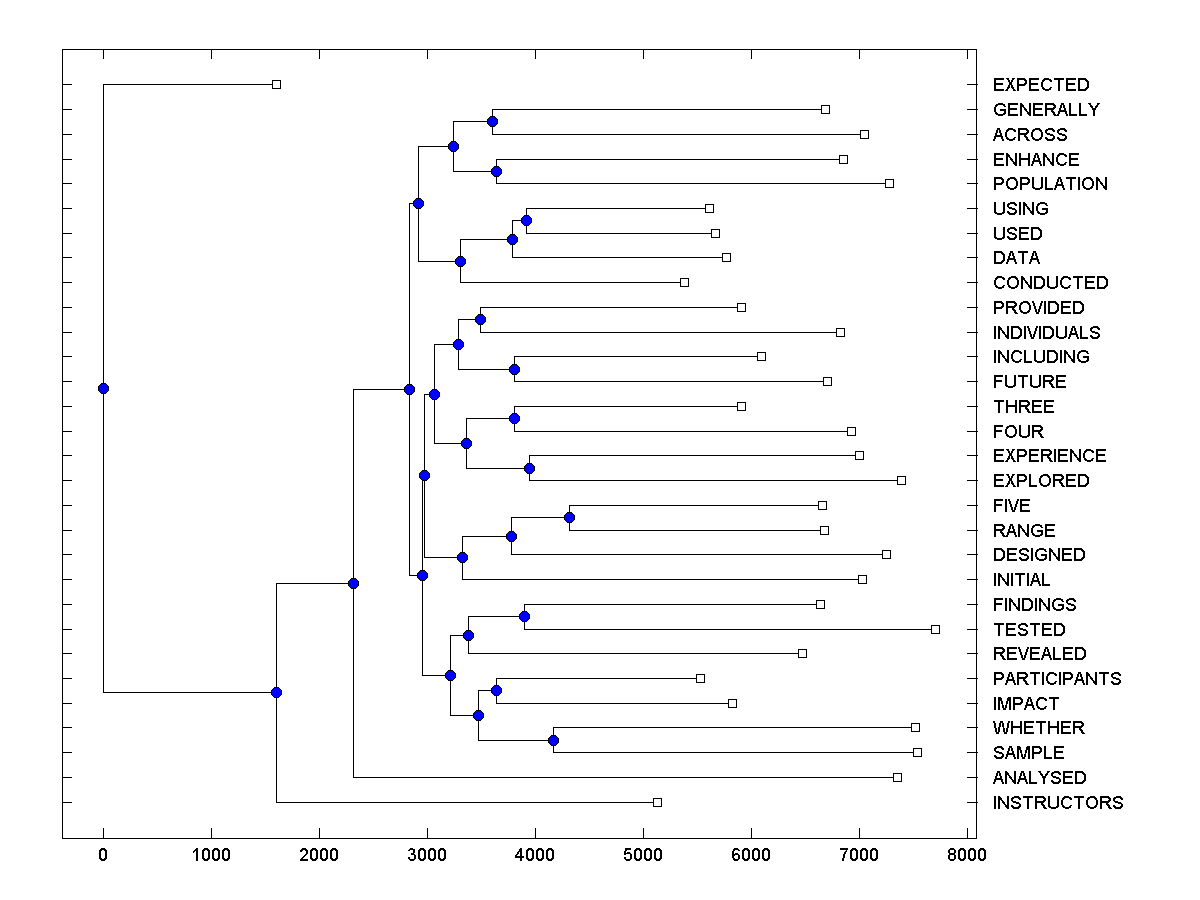 EXPECTED
GENERALLY
ACROSS
ENHANCE
POPULATION
USING
USED
DATA
CONDUCTED
PROVIDED
INDIVIDUALS
INCLUDING
FUTURE
THREE
FOUR
EXPERIENCE
EXPLORED
FIVE
RANGE
DESIGNED
INITIAL
FINDINGS
TESTED
REVEALED
PARTICIPANTS
IMPACT
WHETHER
SAMPLE
ANALYSED
INSTRUCTORS
0 1000 2000 3000 4000 5000 6000 7000 8000